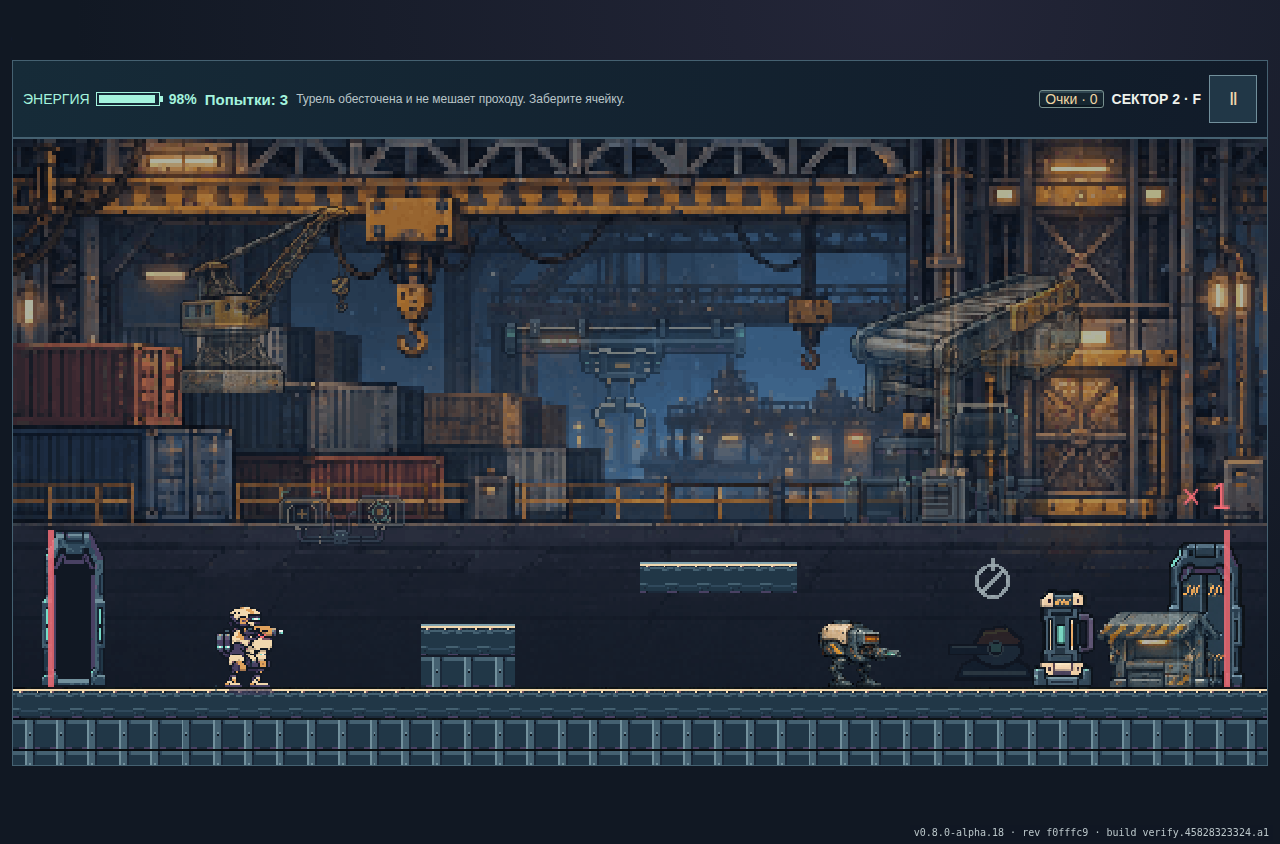 ЭНЕРГИЯ 98% Попытки: 3 Турель обесточена и не мешает проходу. Заберите ячейку. Очки · 0 СЕКТОР 2 · F II
× 1
v0.8.0-alpha.18 · rev f0fffc9 · build verify.45828323324.a1